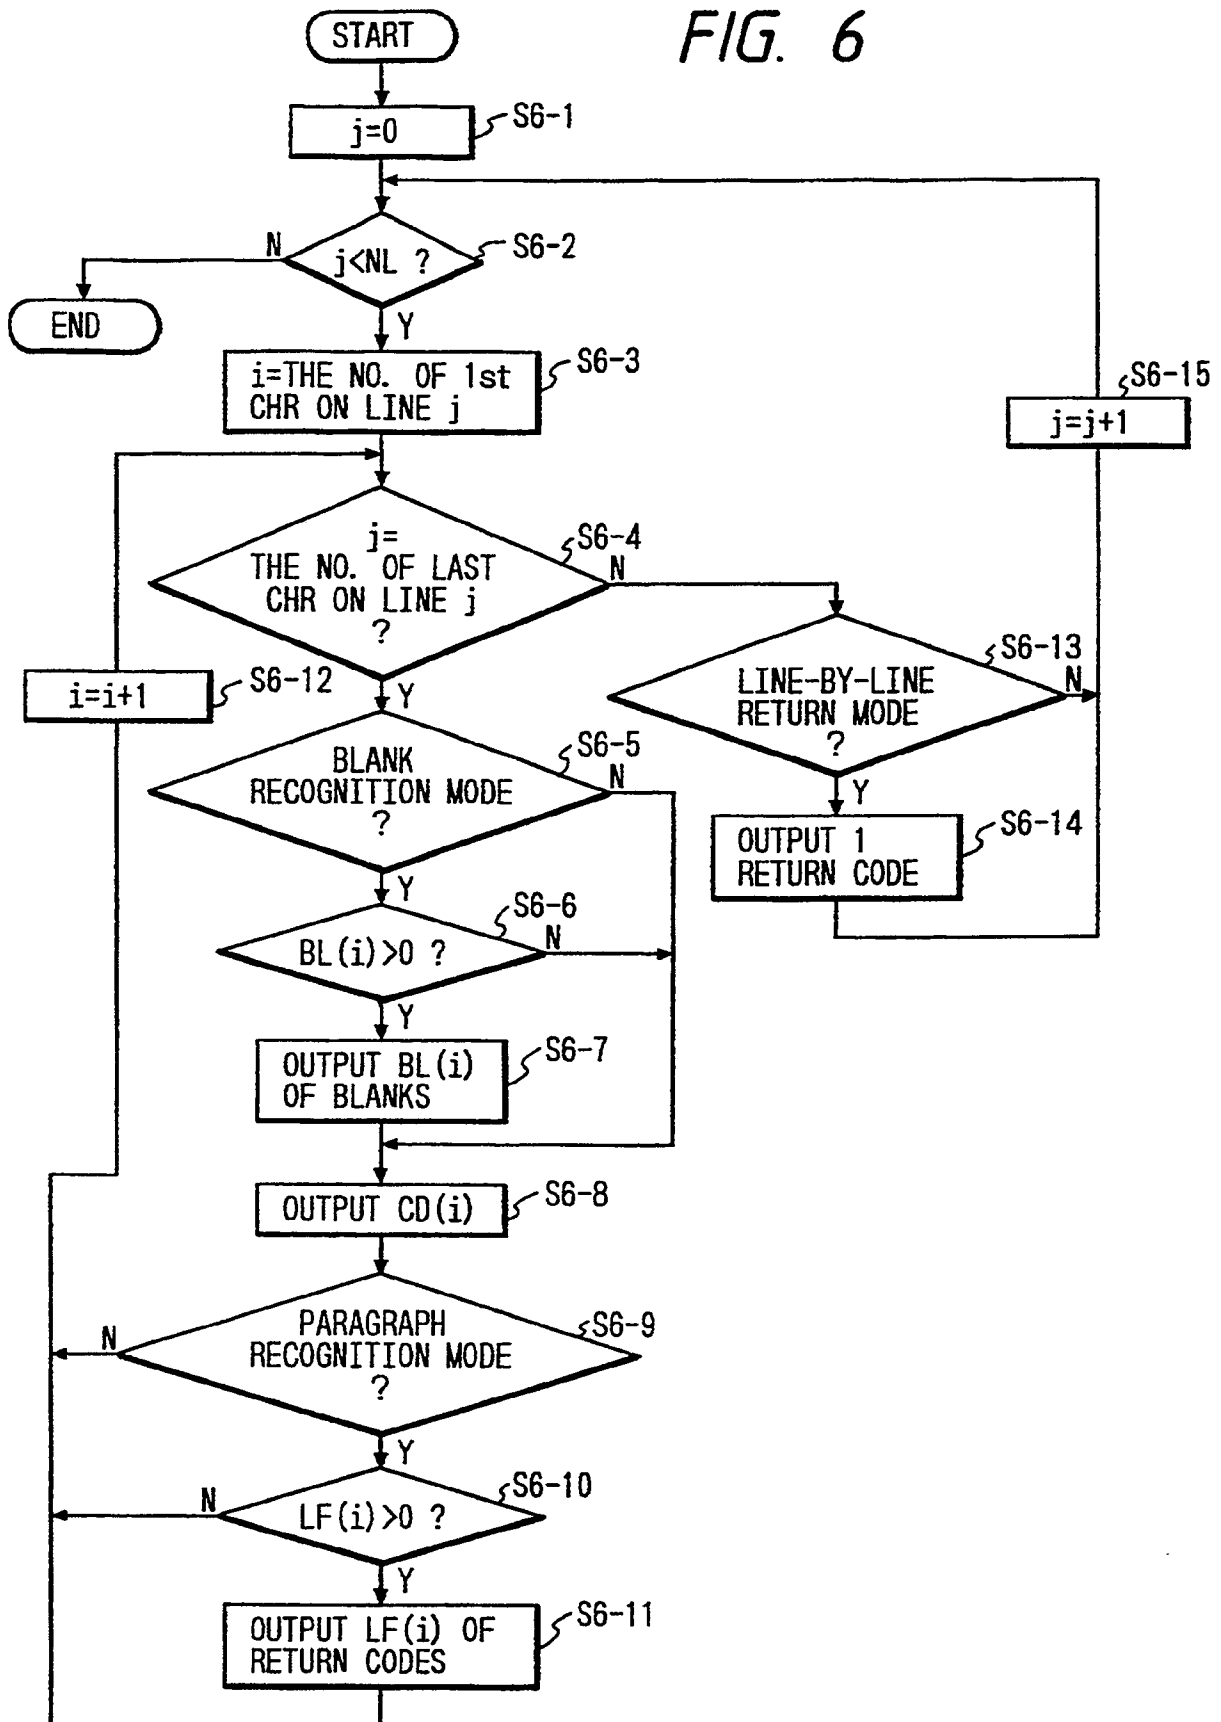 FIG. 6
START
j=0
S6-1
j<NL ?
S6-2
N
Y
END
i=THE NO. OF 1st
CHR ON LINE j
S6-3
S6-15
j=j+1
j=
THE NO. OF LAST
CHR ON LINE j
?
S6-4
N
Y
i=i+1
S6-12
LINE-BY-LINE
RETURN MODE
?
S6-13
N
Y
BLANK
RECOGNITION MODE
?
S6-5
N
Y
OUTPUT 1
RETURN CODE
S6-14
BL(i)>0 ?
S6-6
N
Y
OUTPUT BL(i)
OF BLANKS
S6-7
OUTPUT CD(i)
S6-8
PARAGRAPH
RECOGNITION MODE
?
S6-9
N
Y
LF(i)>0 ?
S6-10
N
Y
OUTPUT LF(i) OF
RETURN CODES
S6-11